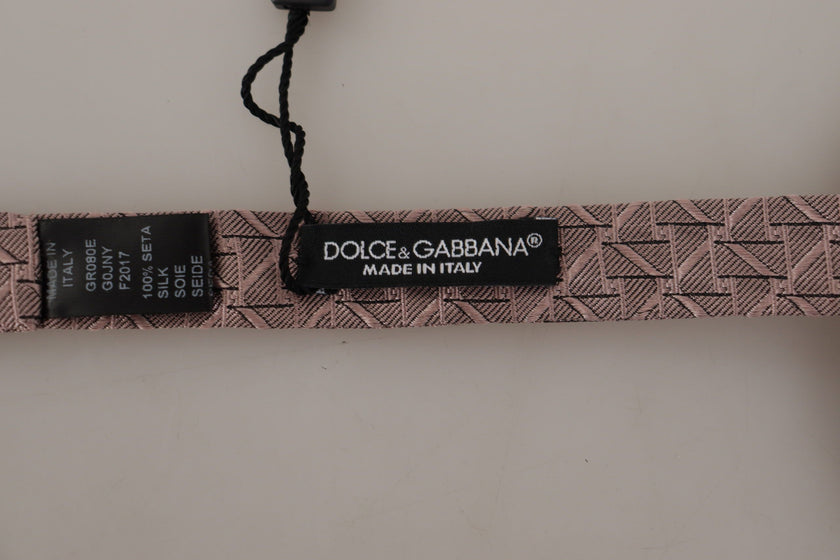 MADE IN
ITALY
GR080E
G0JNY
F2017
100% SETA
SILK
SOIE
SEIDE
DOLCE & GABBANA®
MADE IN ITALY